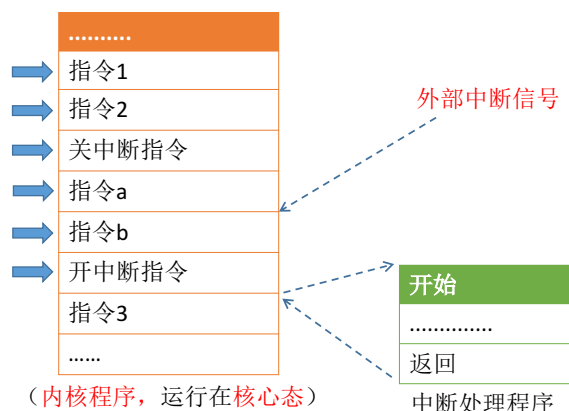 ..........
指令1
指令2
关中断指令
指令a
指令b
开中断指令
指令3
......
（内核程序，运行在核心态）
外部中断信号
开始
..............
返回
中断处理程序